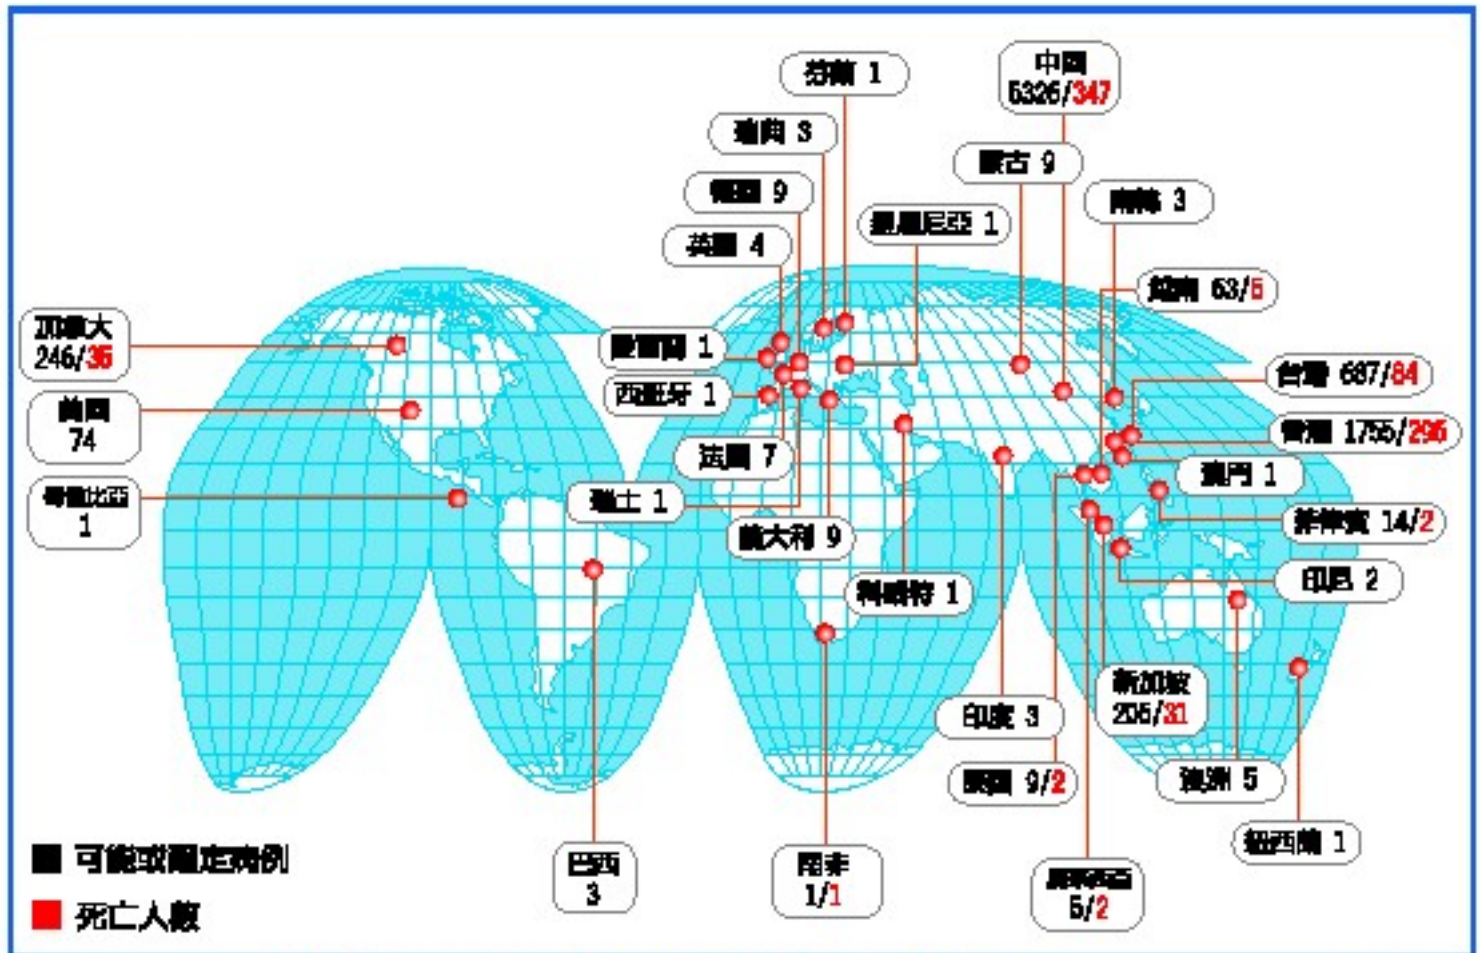 芬蘭 1
中國
5326/347
瑞典 3
蒙古 9
德國 9
南韓 3
羅馬尼亞 1
英國 4
越南 63/5
加拿大
246/35
愛爾蘭 1
台灣 687/84
西班牙 1
美國
74
香港 1755/295
法國 7
澳門 1
哥倫比亞
1
瑞士 1
菲律賓 14/2
義大利 9
印尼 2
科威特 1
新加坡
206/31
印度 3
泰國 9/2
澳洲 5
紐西蘭 1
可能或確定病例
巴西
3
南非
1/1
馬來西亞
5/2
死亡人數